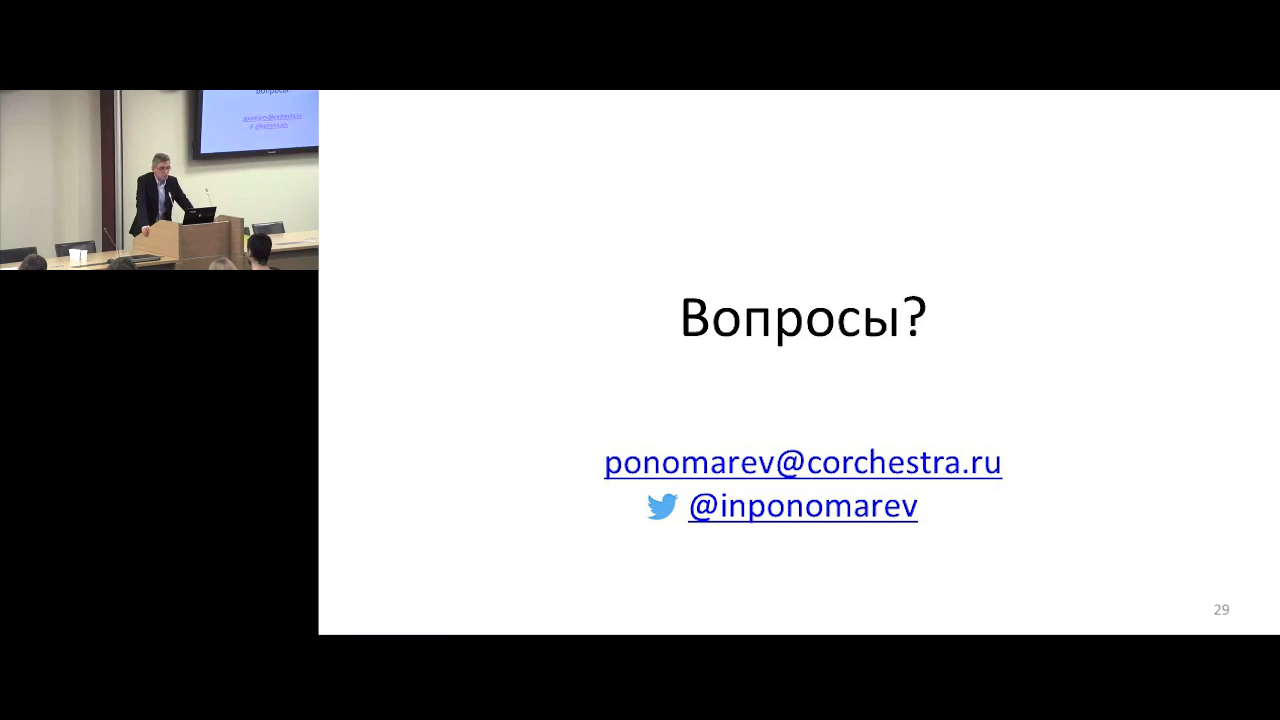 Вопросы?
ponomarev@corchestra.ru
@inponomarev
29